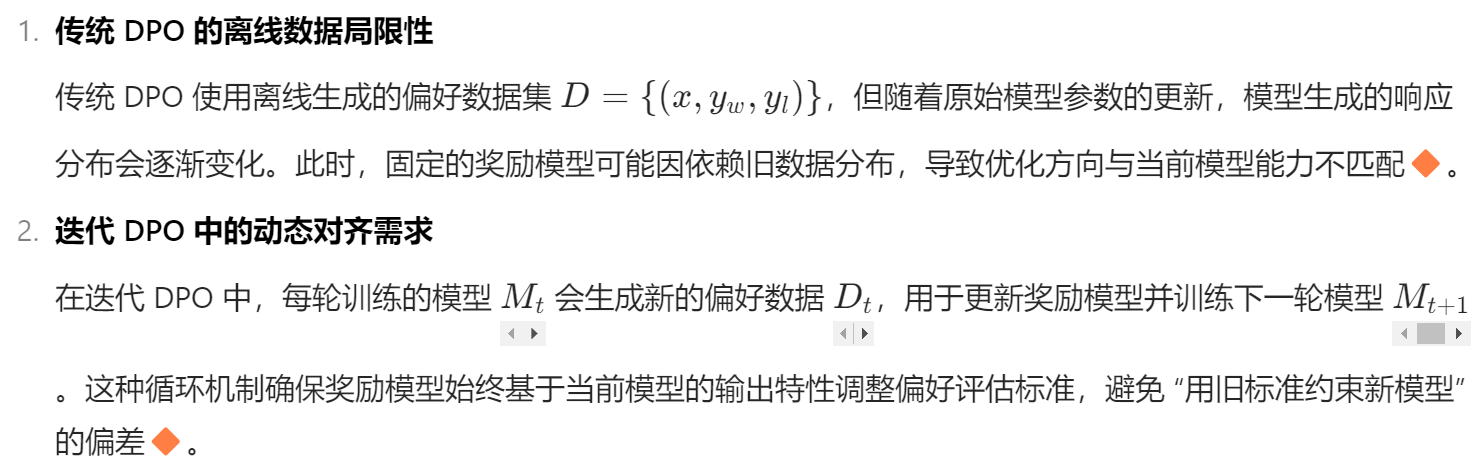 1. 传统 DPO 的离线数据局限性
传统 DPO 使用离线生成的偏好数据集 D = {(x, y_w, y_l)}，但随着原始模型参数的更新，模型生成的响应
分布会逐渐变化。此时，固定的奖励模型可能因依赖旧数据分布，导致优化方向与当前模型能力不匹配 。
2. 迭代 DPO 中的动态对齐需求
在迭代 DPO 中，每轮训练的模型 M_t 会生成新的偏好数据 D_t，用于更新奖励模型并训练下一轮模型 M_{t+1}
。这种循环机制确保奖励模型始终基于当前模型的输出特性调整偏好评估标准，避免 “用旧标准约束新模型”
的偏差 。